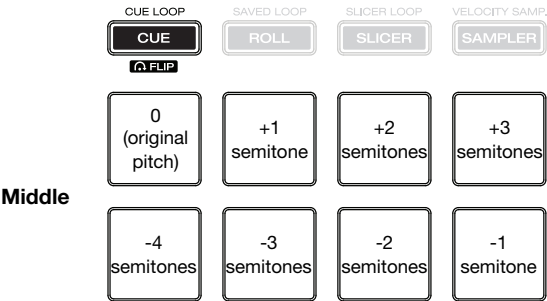 CUE LOOP SAVED LOOP SLICER LOOP VELOCITY SAMP.
CUE ROLL SLICER SAMPLER
FLIP
0
(original
pitch)
+1
semitone
+2
semitones
+3
semitones
Middle
-4
semitones
-3
semitones
-2
semitones
-1
semitone